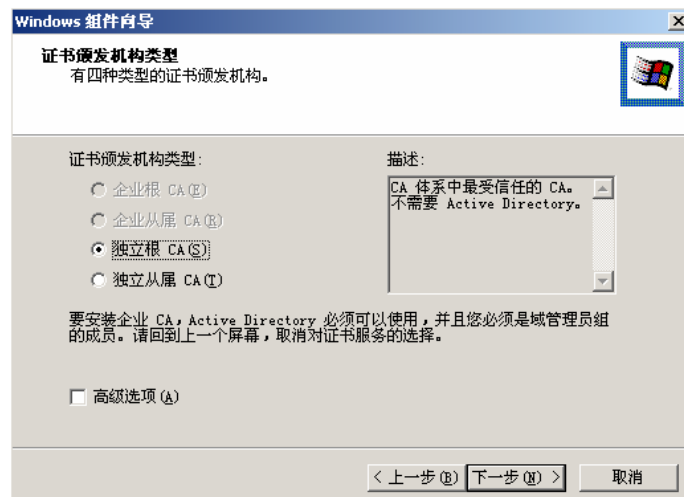 Windows 组件向导
证书颁发机构类型
有四种类型的证书颁发机构。
证书颁发机构类型:
描述:
企业根 CA(E)
企业从属 CA(R)
独立根 CA(S)
独立从属 CA(T)
CA 体系中最受信任的 CA。
不需要 Active Directory。
要安装企业 CA，Active Directory 必须可以使用，并且您必须是域管理员组
的成员。请回到上一个屏幕，取消对证书服务的选择。
高级选项(A)
< 上一步(B)
下一步(N) >
取消